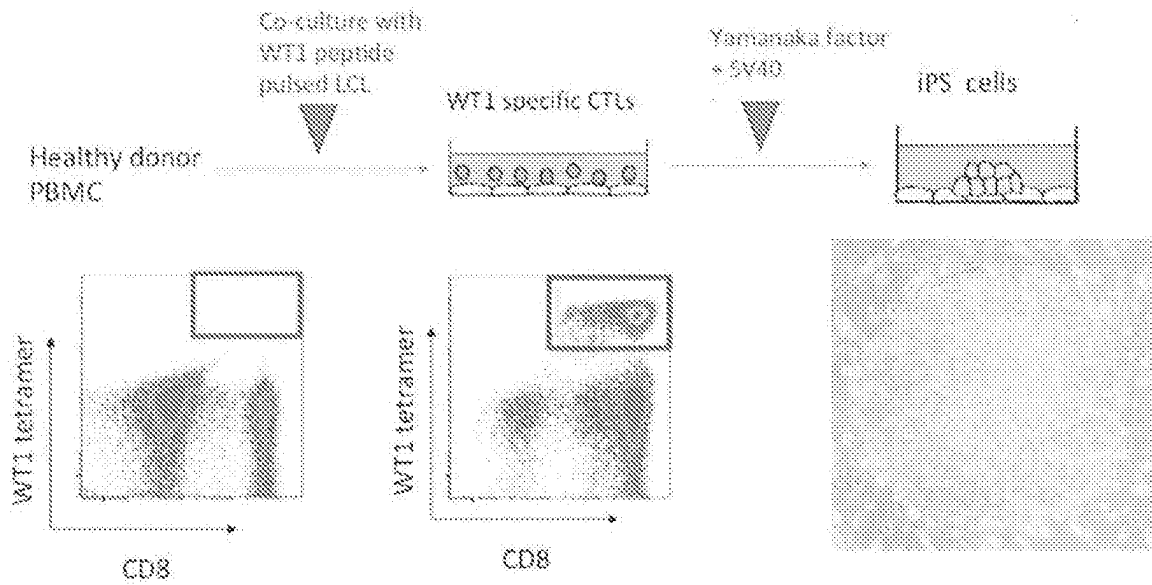 Co-culture with
WT1 peptide
pulsed LCL
Yamanaka factor
+ SV40
WT1 specific CTLs
iPS cells
Healthy donor
PBMC
WT1 tetramer
CD8
WT1 tetramer
CD8